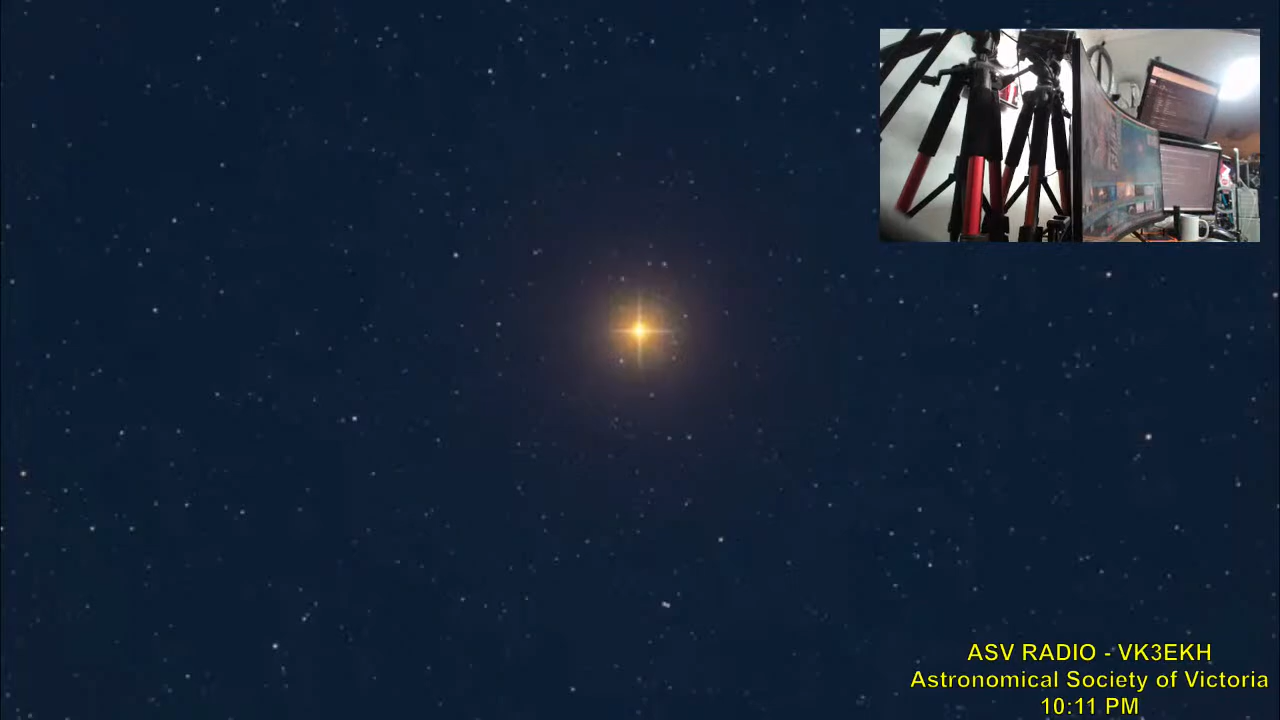 ASV RADIO - VK3EKH
Astronomical Society of Victoria
10:11 PM